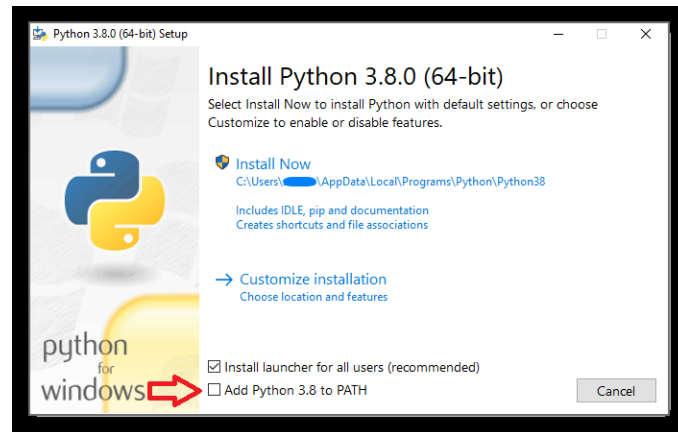 Python 3.8.0 (64-bit) Setup
Install Python 3.8.0 (64-bit)
Select Install Now to install Python with default settings, or choose
Customize to enable or disable features.
Install Now
C:\Users\ \AppData\Local\Programs\Python\Python38
Includes IDLE, pip and documentation
Creates shortcuts and file associations
Customize installation
Choose location and features
python
for
windows
Install launcher for all users (recommended)
Add Python 3.8 to PATH
Cancel